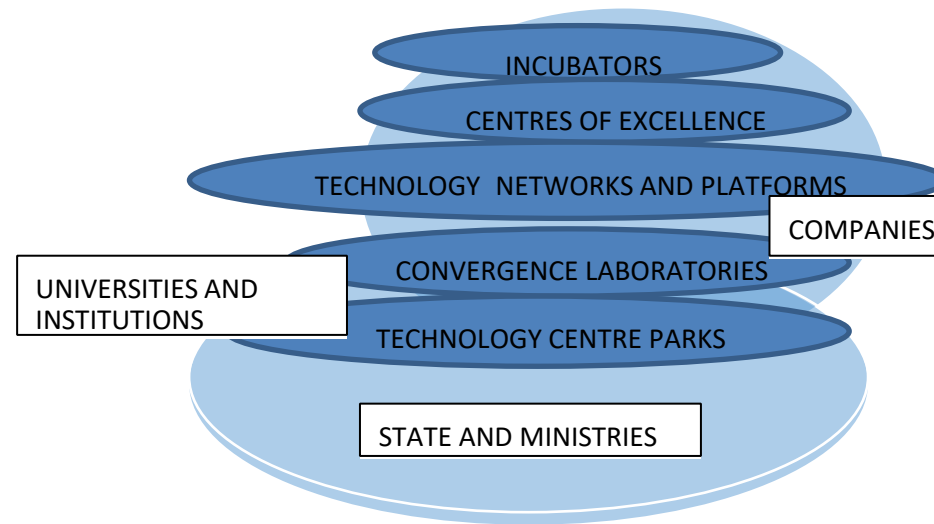 INCUBATORS
CENTRES OF EXCELLENCE
TECHNOLOGY NETWORKS AND PLATFORMS
COMPANIES
CONVERGENCE LABORATORIES
UNIVERSITIES AND
INSTITUTIONS
TECHNOLOGY CENTRE PARKS
STATE AND MINISTRIES